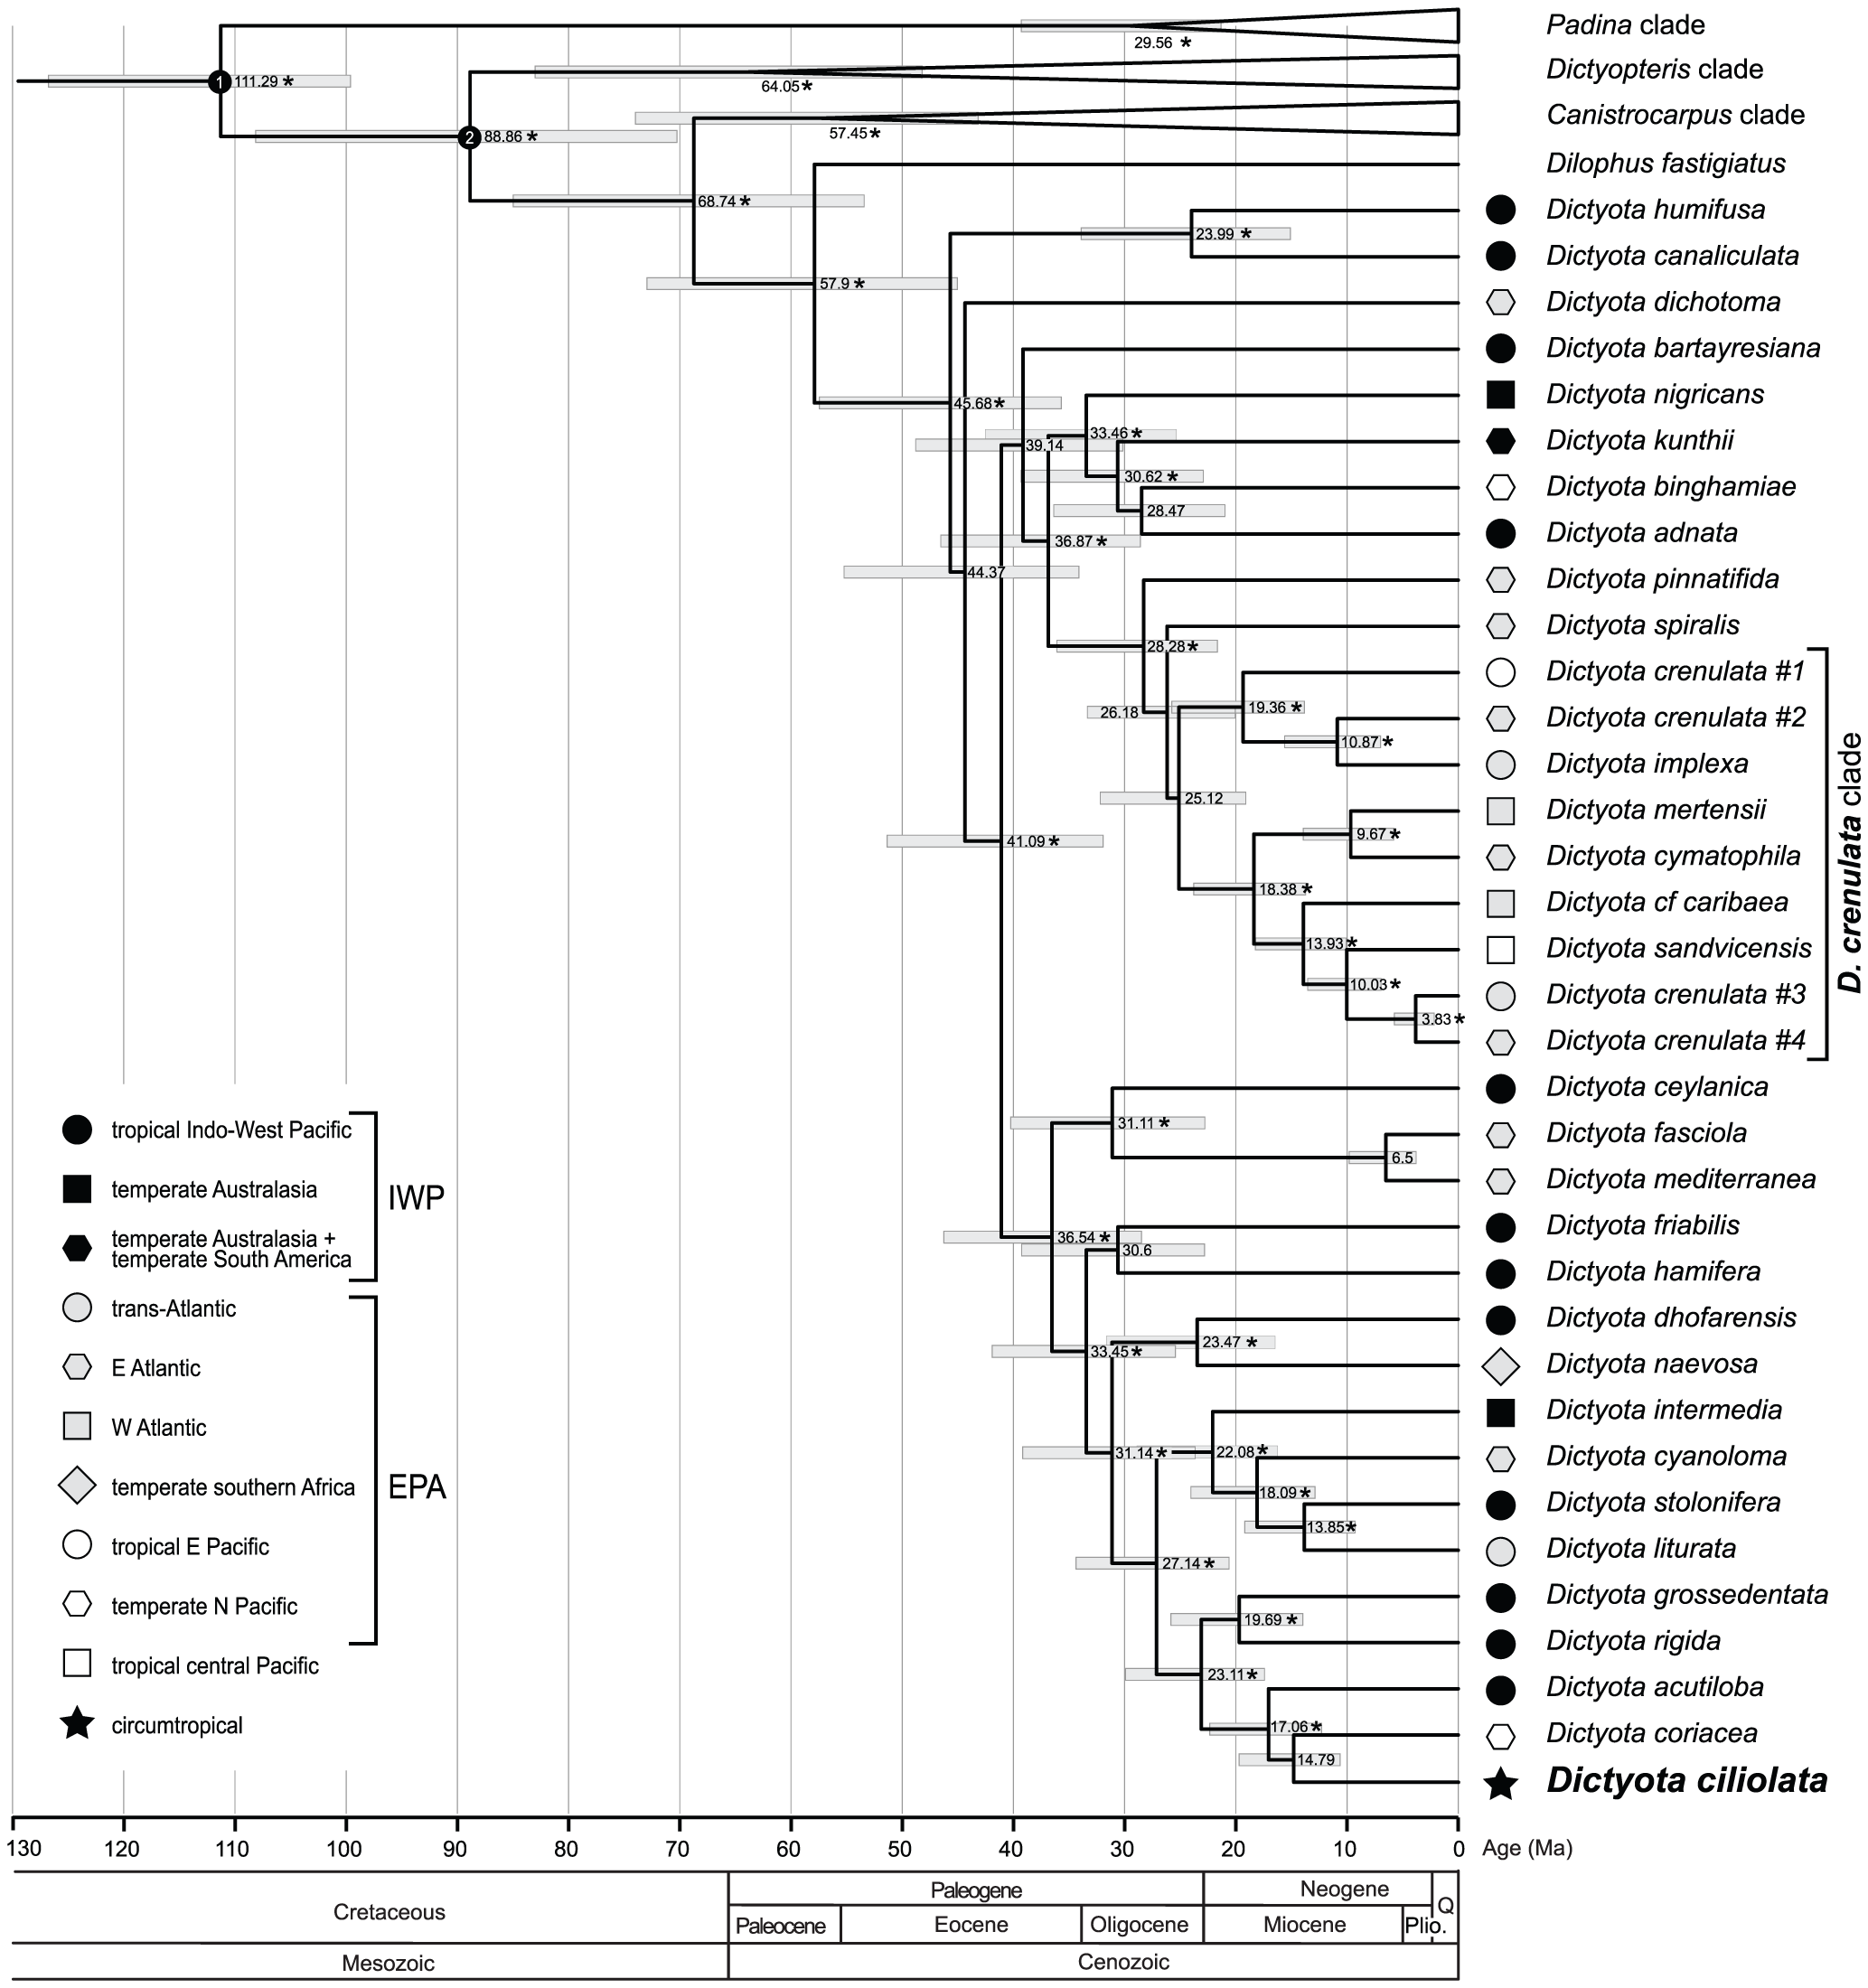 Padina clade
29.56 *
Dictyopteris clade
1
111.29 *
64.05 *
Canistrocarpus clade
2
88.86 *
57.45 *
Dilophus fastigiatus
68.74 *
Dictyota humifusa
23.99 *
Dictyota canaliculata
57.9 *
Dictyota dichotoma
Dictyota bartayresiana
Dictyota nigricans
45.68 *
33.46 *
39.14
Dictyota kunthii
30.62 *
Dictyota binghamiae
28.47
Dictyota adnata
36.87 *
44.37
Dictyota pinnatifida
Dictyota spiralis
28.28 *
Dictyota crenulata #1
19.36 *
26.18
Dictyota crenulata #2
10.87 *
Dictyota implexa
25.12
Dictyota mertensii
9.67 *
41.09 *
Dictyota cymatophila
18.38 *
Dictyota cf caribaea
D. crenulata clade
13.93 *
Dictyota sandvicensis
10.03 *
Dictyota crenulata #3
3.83 *
Dictyota crenulata #4
Dictyota ceylanica
31.11 *
Dictyota fasciola
6.5
Dictyota mediterranea
Dictyota friabilis
36.54 *
30.6
Dictyota hamifera
Dictyota dhofarensis
23.47 *
33.45 *
Dictyota naevosa
Dictyota intermedia
31.14 *
22.08 *
Dictyota cyanoloma
18.09 *
Dictyota stolonifera
13.85 *
Dictyota liturata
27.14 *
Dictyota grossedentata
19.69 *
Dictyota rigida
23.11 *
Dictyota acutiloba
17.06 *
Dictyota coriacea
14.79
Dictyota ciliolata
tropical Indo-West Pacific
temperate Australasia
IWP
temperate Australasia +
temperate South America
trans-Atlantic
E Atlantic
W Atlantic
temperate southern Africa
EPA
tropical E Pacific
temperate N Pacific
tropical central Pacific
circumtropical
130 120 110 100 90 80 70 60 50 40 30 20 10 0 Age (Ma)
Cretaceous Paleogene Neogene Q
Paleocene Eocene Oligocene Miocene Plio.
Mesozoic Cenozoic